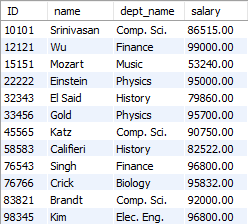 ID name dept_name salary
10101 Srinivasan Comp. Sci. 86515.00
12121 Wu Finance 99000.00
15151 Mozart Music 53240.00
22222 Einstein Physics 95000.00
32343 El Said History 79860.00
33456 Gold Physics 95700.00
45565 Katz Comp. Sci. 90750.00
58583 Califieri History 82522.00
76543 Singh Finance 96800.00
76766 Crick Biology 95832.00
83821 Brandt Comp. Sci. 92000.00
98345 Kim Elec. Eng. 96800.00